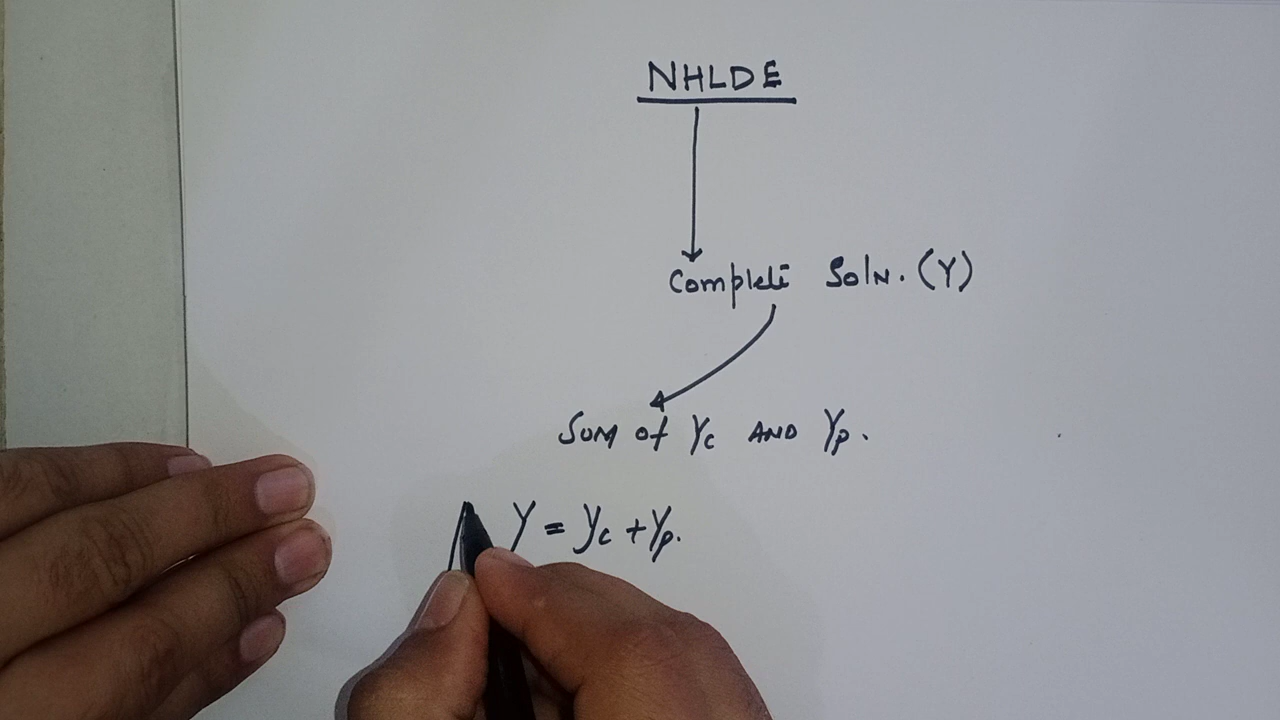 NHLDE
Complete Soln. (Y)
Sum of Yc AND Yp.
Y = Yc + Yp.